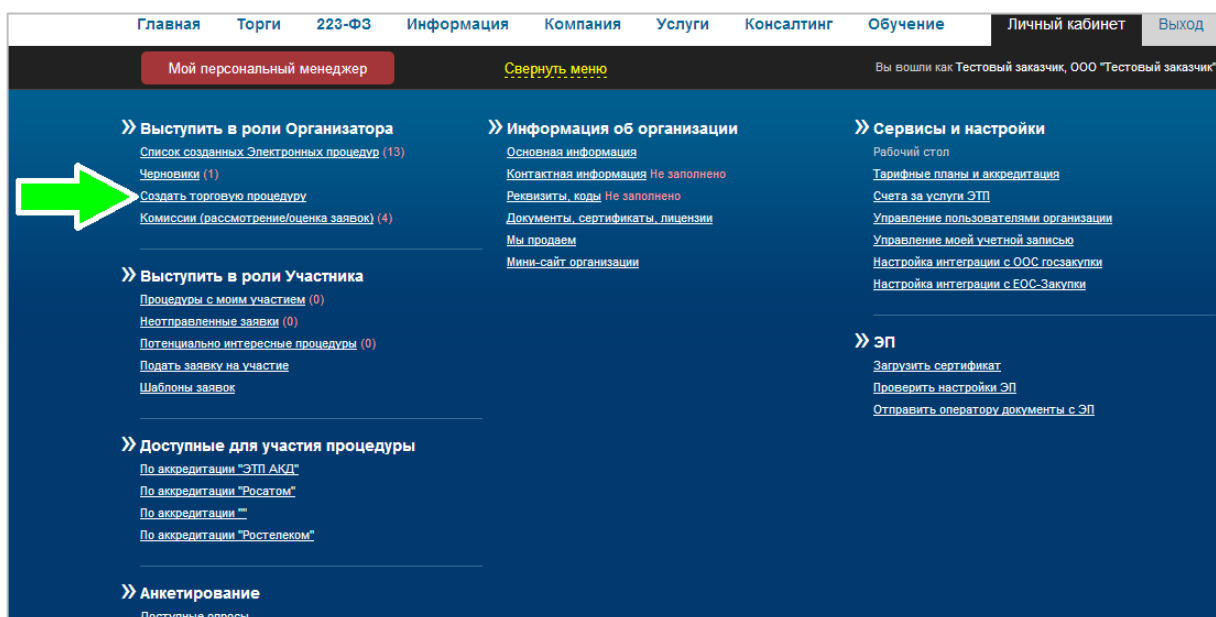 Главная Торги 223-ФЗ Информация Компания Услуги Консалтинг Обучение Личный кабинет Выход
Мой персональный менеджер Свернуть меню Вы вошли как Тестовый заказчик, ООО "Тестовый заказчик"
Выступить в роли Организатора
Список созданных Электронных процедур (13)
Черновики (1)
Создать торговую процедуру
Комиссии (рассмотрение/оценка заявок) (4)
Выступить в роли Участника
Процедуры с моим участием (0)
Неотправленные заявки (0)
Потенциально интересные процедуры (0)
Подать заявку на участие
Шаблоны заявок
Доступные для участия процедуры
По аккредитации "ЭТП АКД"
По аккредитации "Росатом"
По аккредитации ""
По аккредитации "Ростелеком"
Анкетирование
Доступные опросы
Информация об организации
Основная информация
Контактная информация Не заполнено
Реквизиты, коды Не заполнено
Документы, сертификаты, лицензии
Мы продаем
Мини-сайт организации
Сервисы и настройки
Рабочий стол
Тарифные планы и аккредитация
Счета за услуги ЭТП
Управление пользователями организации
Управление моей учетной записью
Настройка интеграции с ООС госзакупки
Настройка интеграции с ЕОС-Закупки
ЭП
Загрузить сертификат
Проверить настройки ЭП
Отправить оператору документы с ЭП